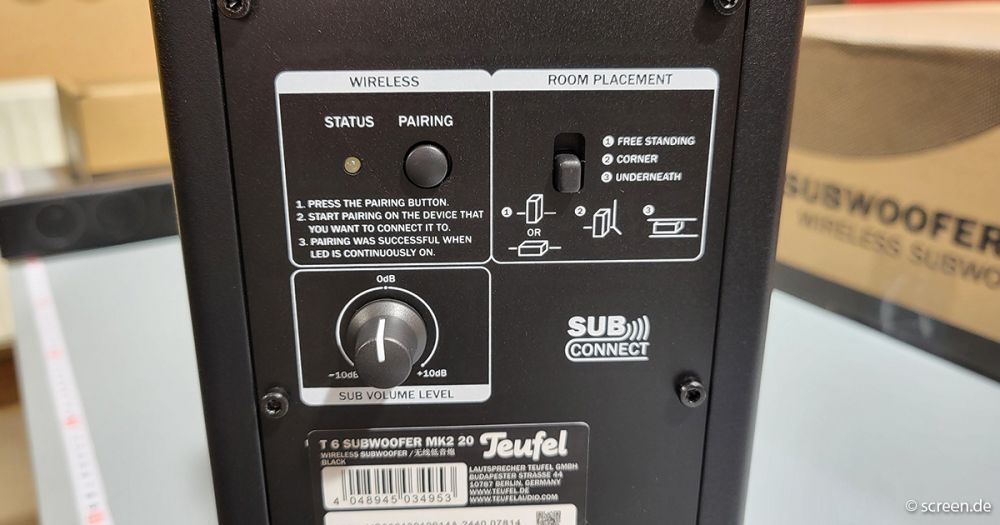 WIRELESS
STATUS PAIRING
1. PRESS THE PAIRING BUTTON.
2. START PAIRING ON THE DEVICE THAT
YOU WANT TO CONNECT IT TO.
3. PAIRING WAS SUCCESSFUL WHEN
LED IS CONTINUOUSLY ON.
ROOM PLACEMENT
1 FREE STANDING
2 CORNER
3 UNDERNEATH
1 2 3
OR
0dB
-10dB +10dB
SUB VOLUME LEVEL
SUB
CONNECT
T 6 SUBWOOFER MK2 20
WIRELESS SUBWOOFER / 无线低音炮
BLACK
4 048945 034953
Teufel
LAUTSPRECHER TEUFEL GMBH
BUDAPESTER STRASSE 44
10787 BERLIN, GERMANY
WWW.TEUFEL.DE
WWW.TEUFELAUDIO.COM
SUBWOOFER
WIRELESS SUBWO
© screen.de